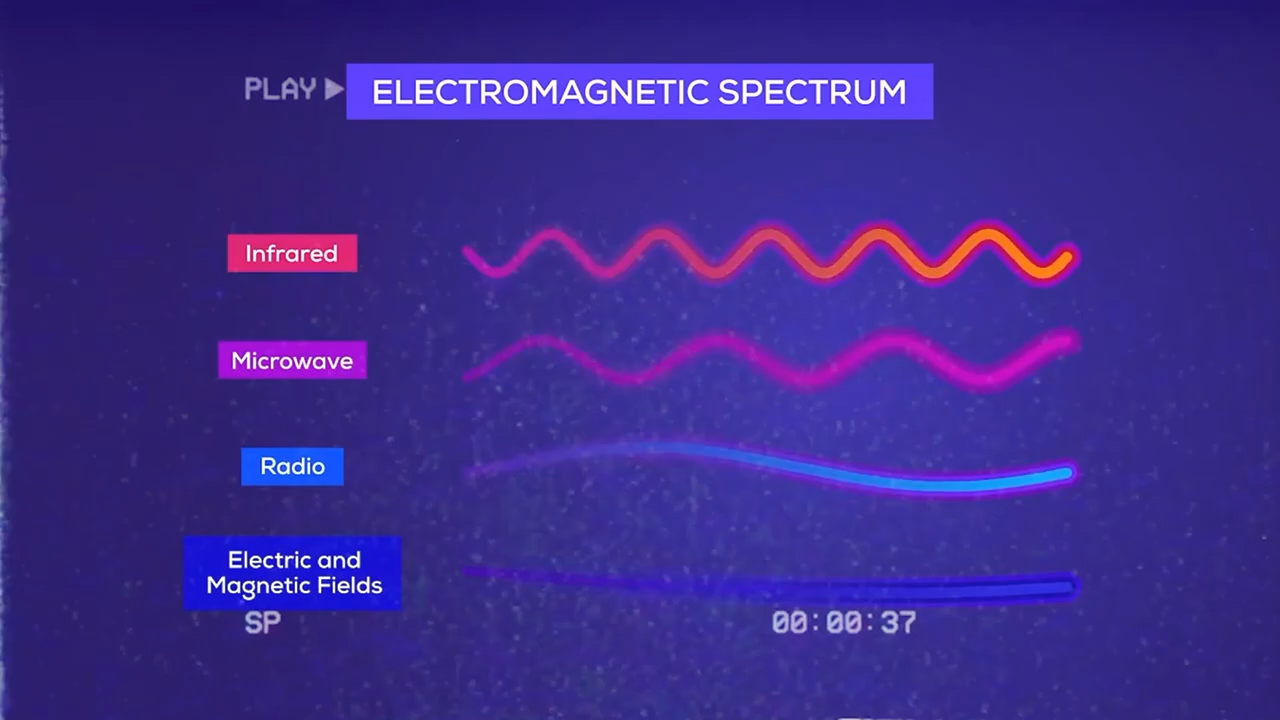 PLAY
ELECTROMAGNETIC SPECTRUM
Infrared
Microwave
Radio
Electric and
Magnetic Fields
SP
00:00:37